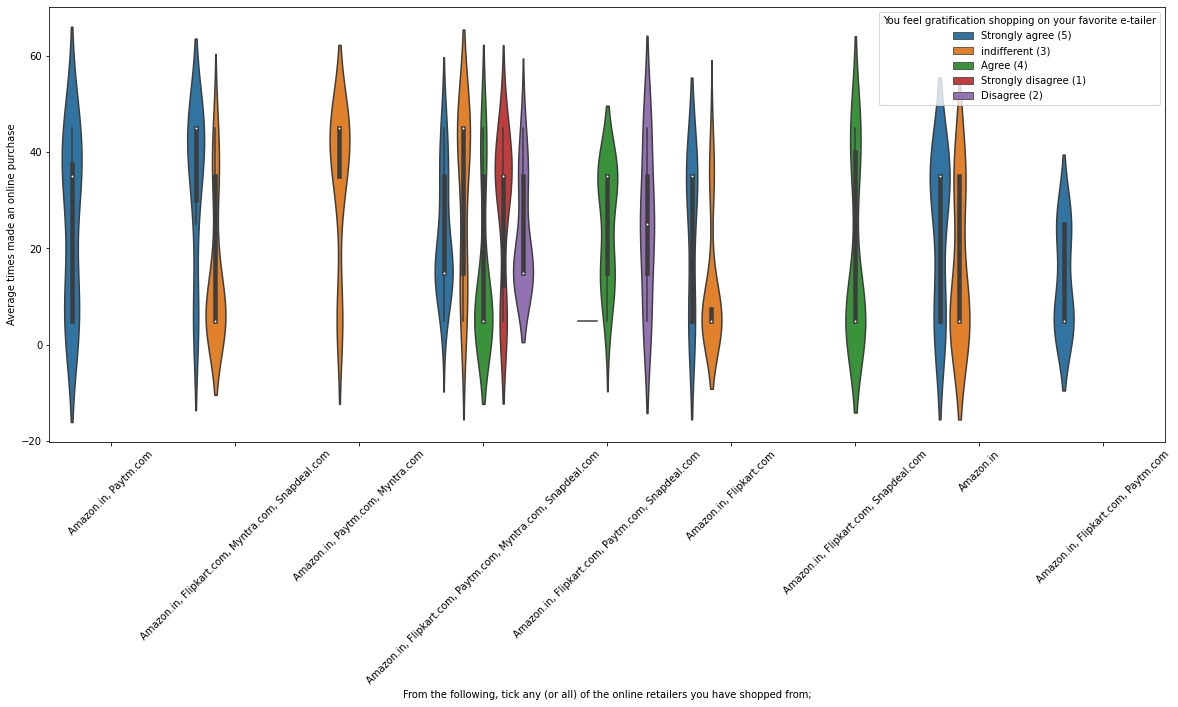 You feel gratification shopping on your favorite e-tailer
Strongly agree (5)
indifferent (3)
Agree (4)
Strongly disagree (1)
Disagree (2)
Average times made an online purchase
60
40
20
0
−20
Amazon.in, Paytm.com
Amazon.in, Flipkart.com, Myntra.com, Snapdeal.com
Amazon.in, Paytm.com, Myntra.com
Amazon.in, Flipkart.com, Paytm.com, Myntra.com, Snapdeal.com
Amazon.in, Flipkart.com, Paytm.com, Snapdeal.com
Amazon.in, Flipkart.com
Amazon.in, Flipkart.com, Snapdeal.com
Amazon.in
Amazon.in, Flipkart.com, Paytm.com
From the following, tick any (or all) of the online retailers you have shopped from;